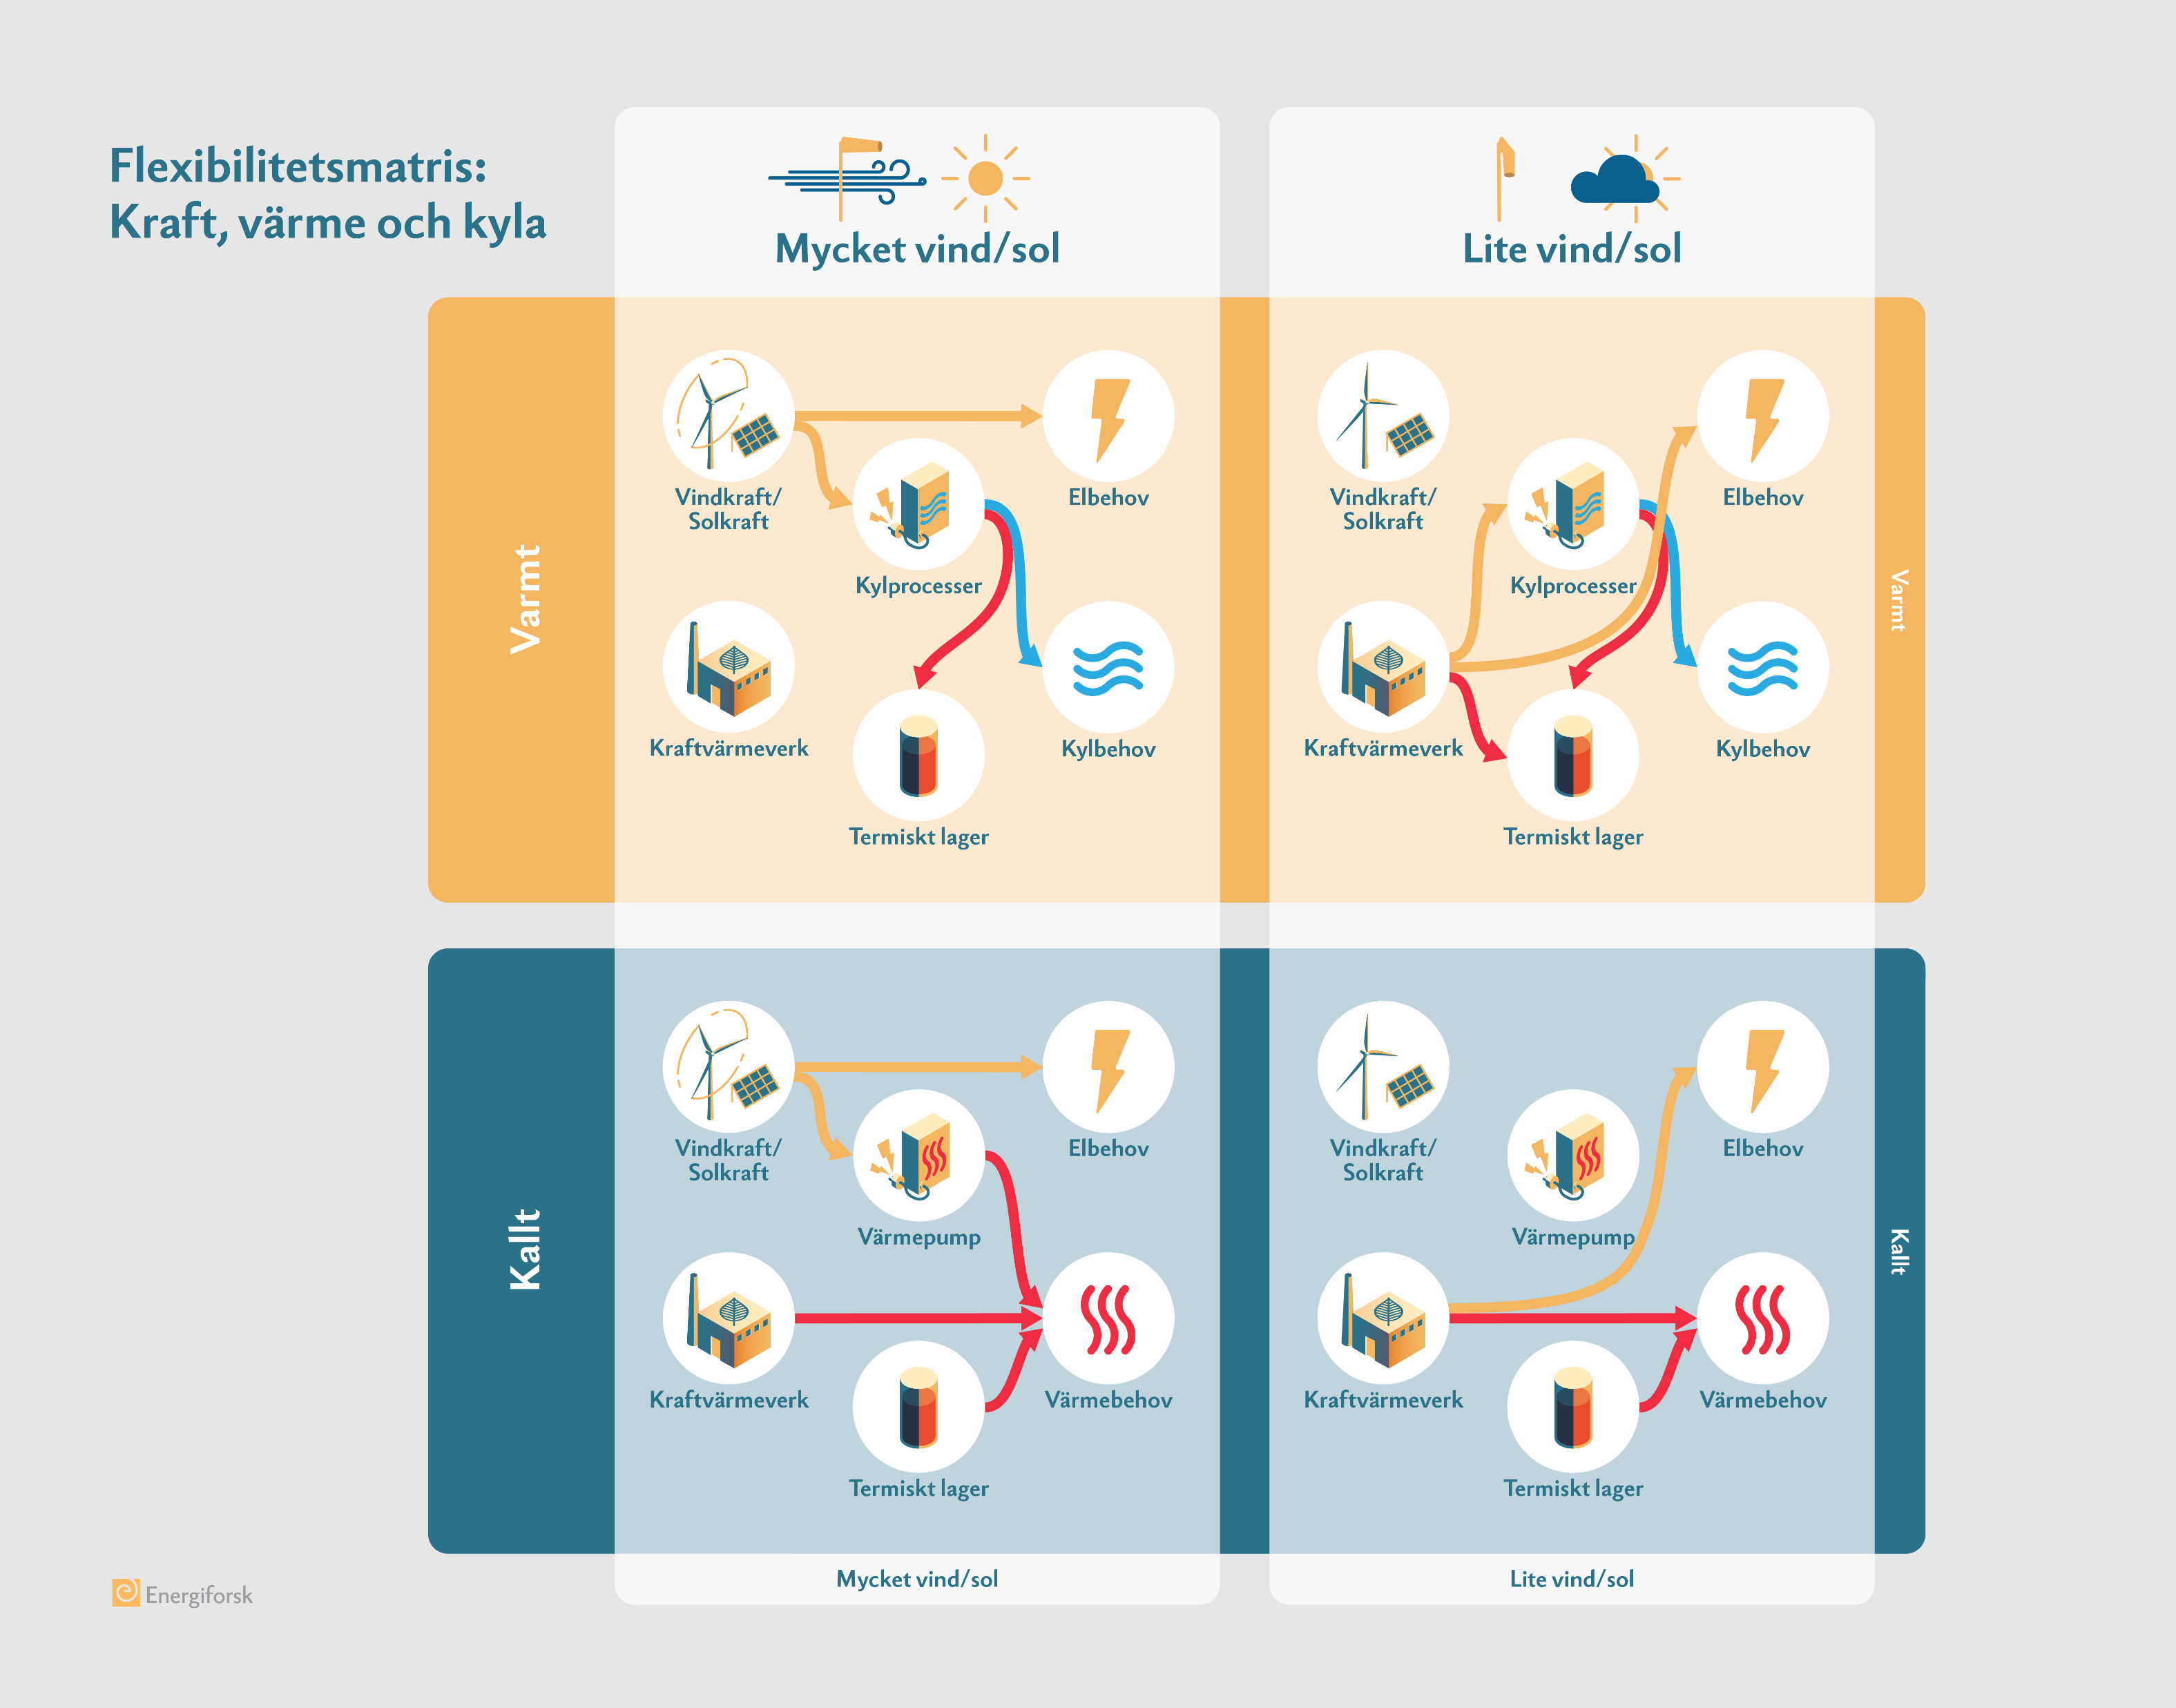 Flexibilitetsmatris:
Kraft, värme och kyla
Mycket vind/sol
Lite vind/sol
Varmt
Vindkraft/
Solkraft
Elbehov
Kylprocesser
Kraftvärmeverk
Kylbehov
Termiskt lager
Vindkraft/
Solkraft
Elbehov
Kylprocesser
Kraftvärmeverk
Kylbehov
Termiskt lager
Varmt
Kallt
Vindkraft/
Solkraft
Elbehov
Värmepump
Kraftvärmeverk
Värmebehov
Termiskt lager
Vindkraft/
Solkraft
Elbehov
Värmepump
Kraftvärmeverk
Värmebehov
Termiskt lager
Kallt
Mycket vind/sol
Lite vind/sol
Energiforsk